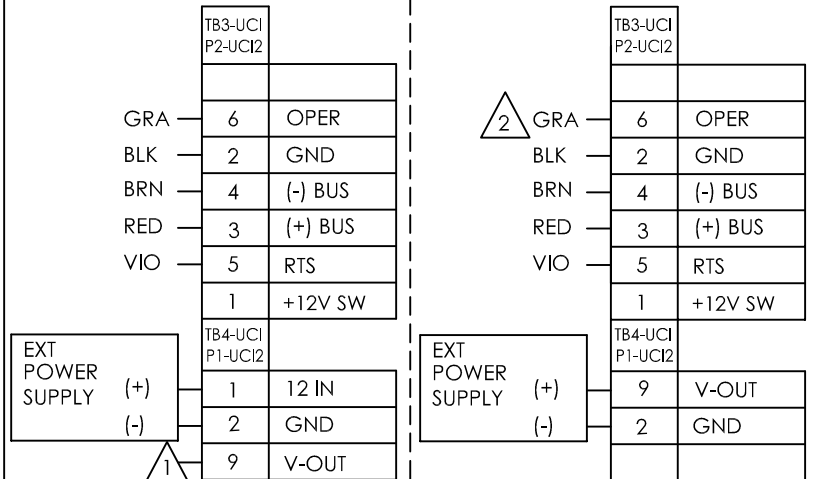 TB3-UCI
P2-UCI2
GRA 6 OPER
BLK 2 GND
BRN 4 (-) BUS
RED 3 (+) BUS
VIO 5 RTS
1 +12V SW
TB4-UCI
P1-UCI2
EXT
POWER
SUPPLY
(+) 1 12 IN
(-) 2 GND
1 9 V-OUT
TB3-UCI
P2-UCI2
2 GRA 6 OPER
BLK 2 GND
BRN 4 (-) BUS
RED 3 (+) BUS
VIO 5 RTS
1 +12V SW
TB4-UCI
P1-UCI2
EXT
POWER
SUPPLY
(+) 9 V-OUT
(-) 2 GND